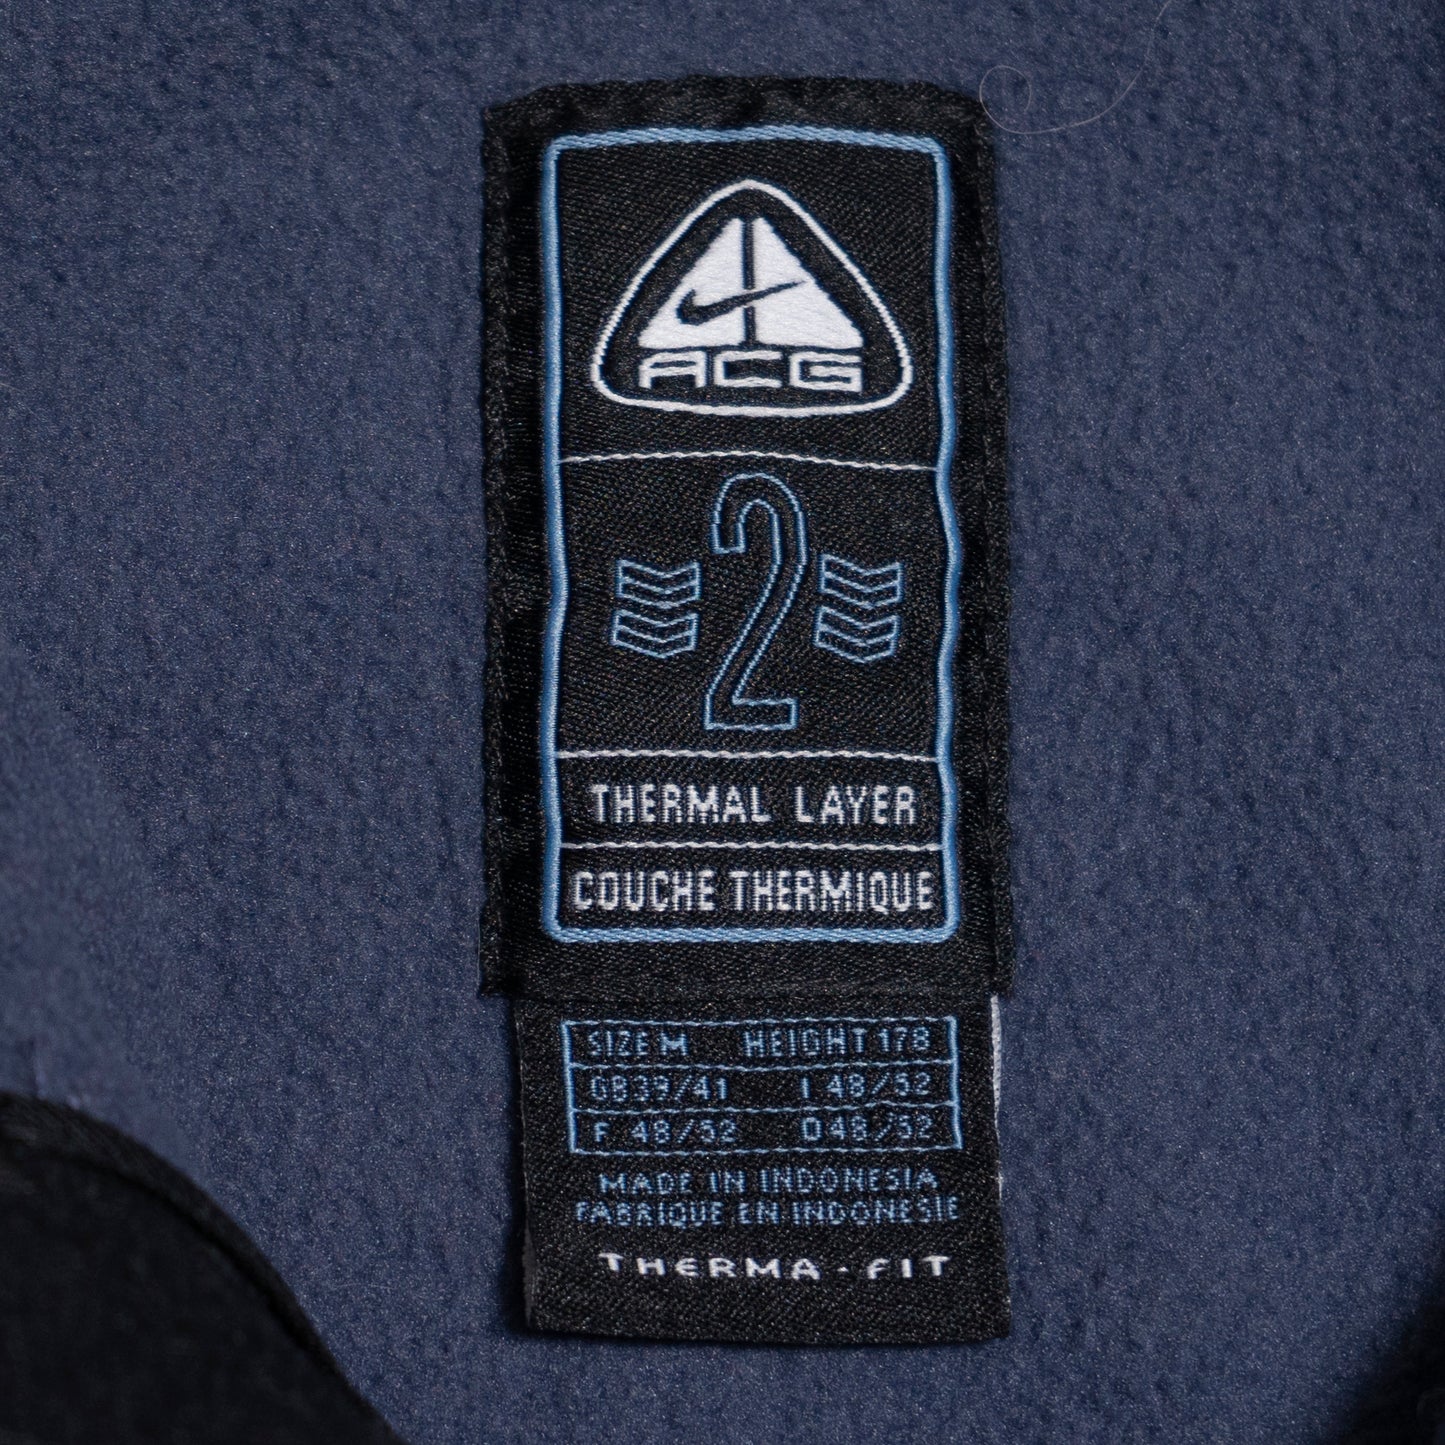 ACG
2
THERMAL LAYER
COUCHE THERMIQUE
SIZE M HEIGHT 178
GB39/41 I 48/52
F 48/52 D48/52
MADE IN INDONESIA
FABRIQUE EN INDONESIE
THERMA-FIT